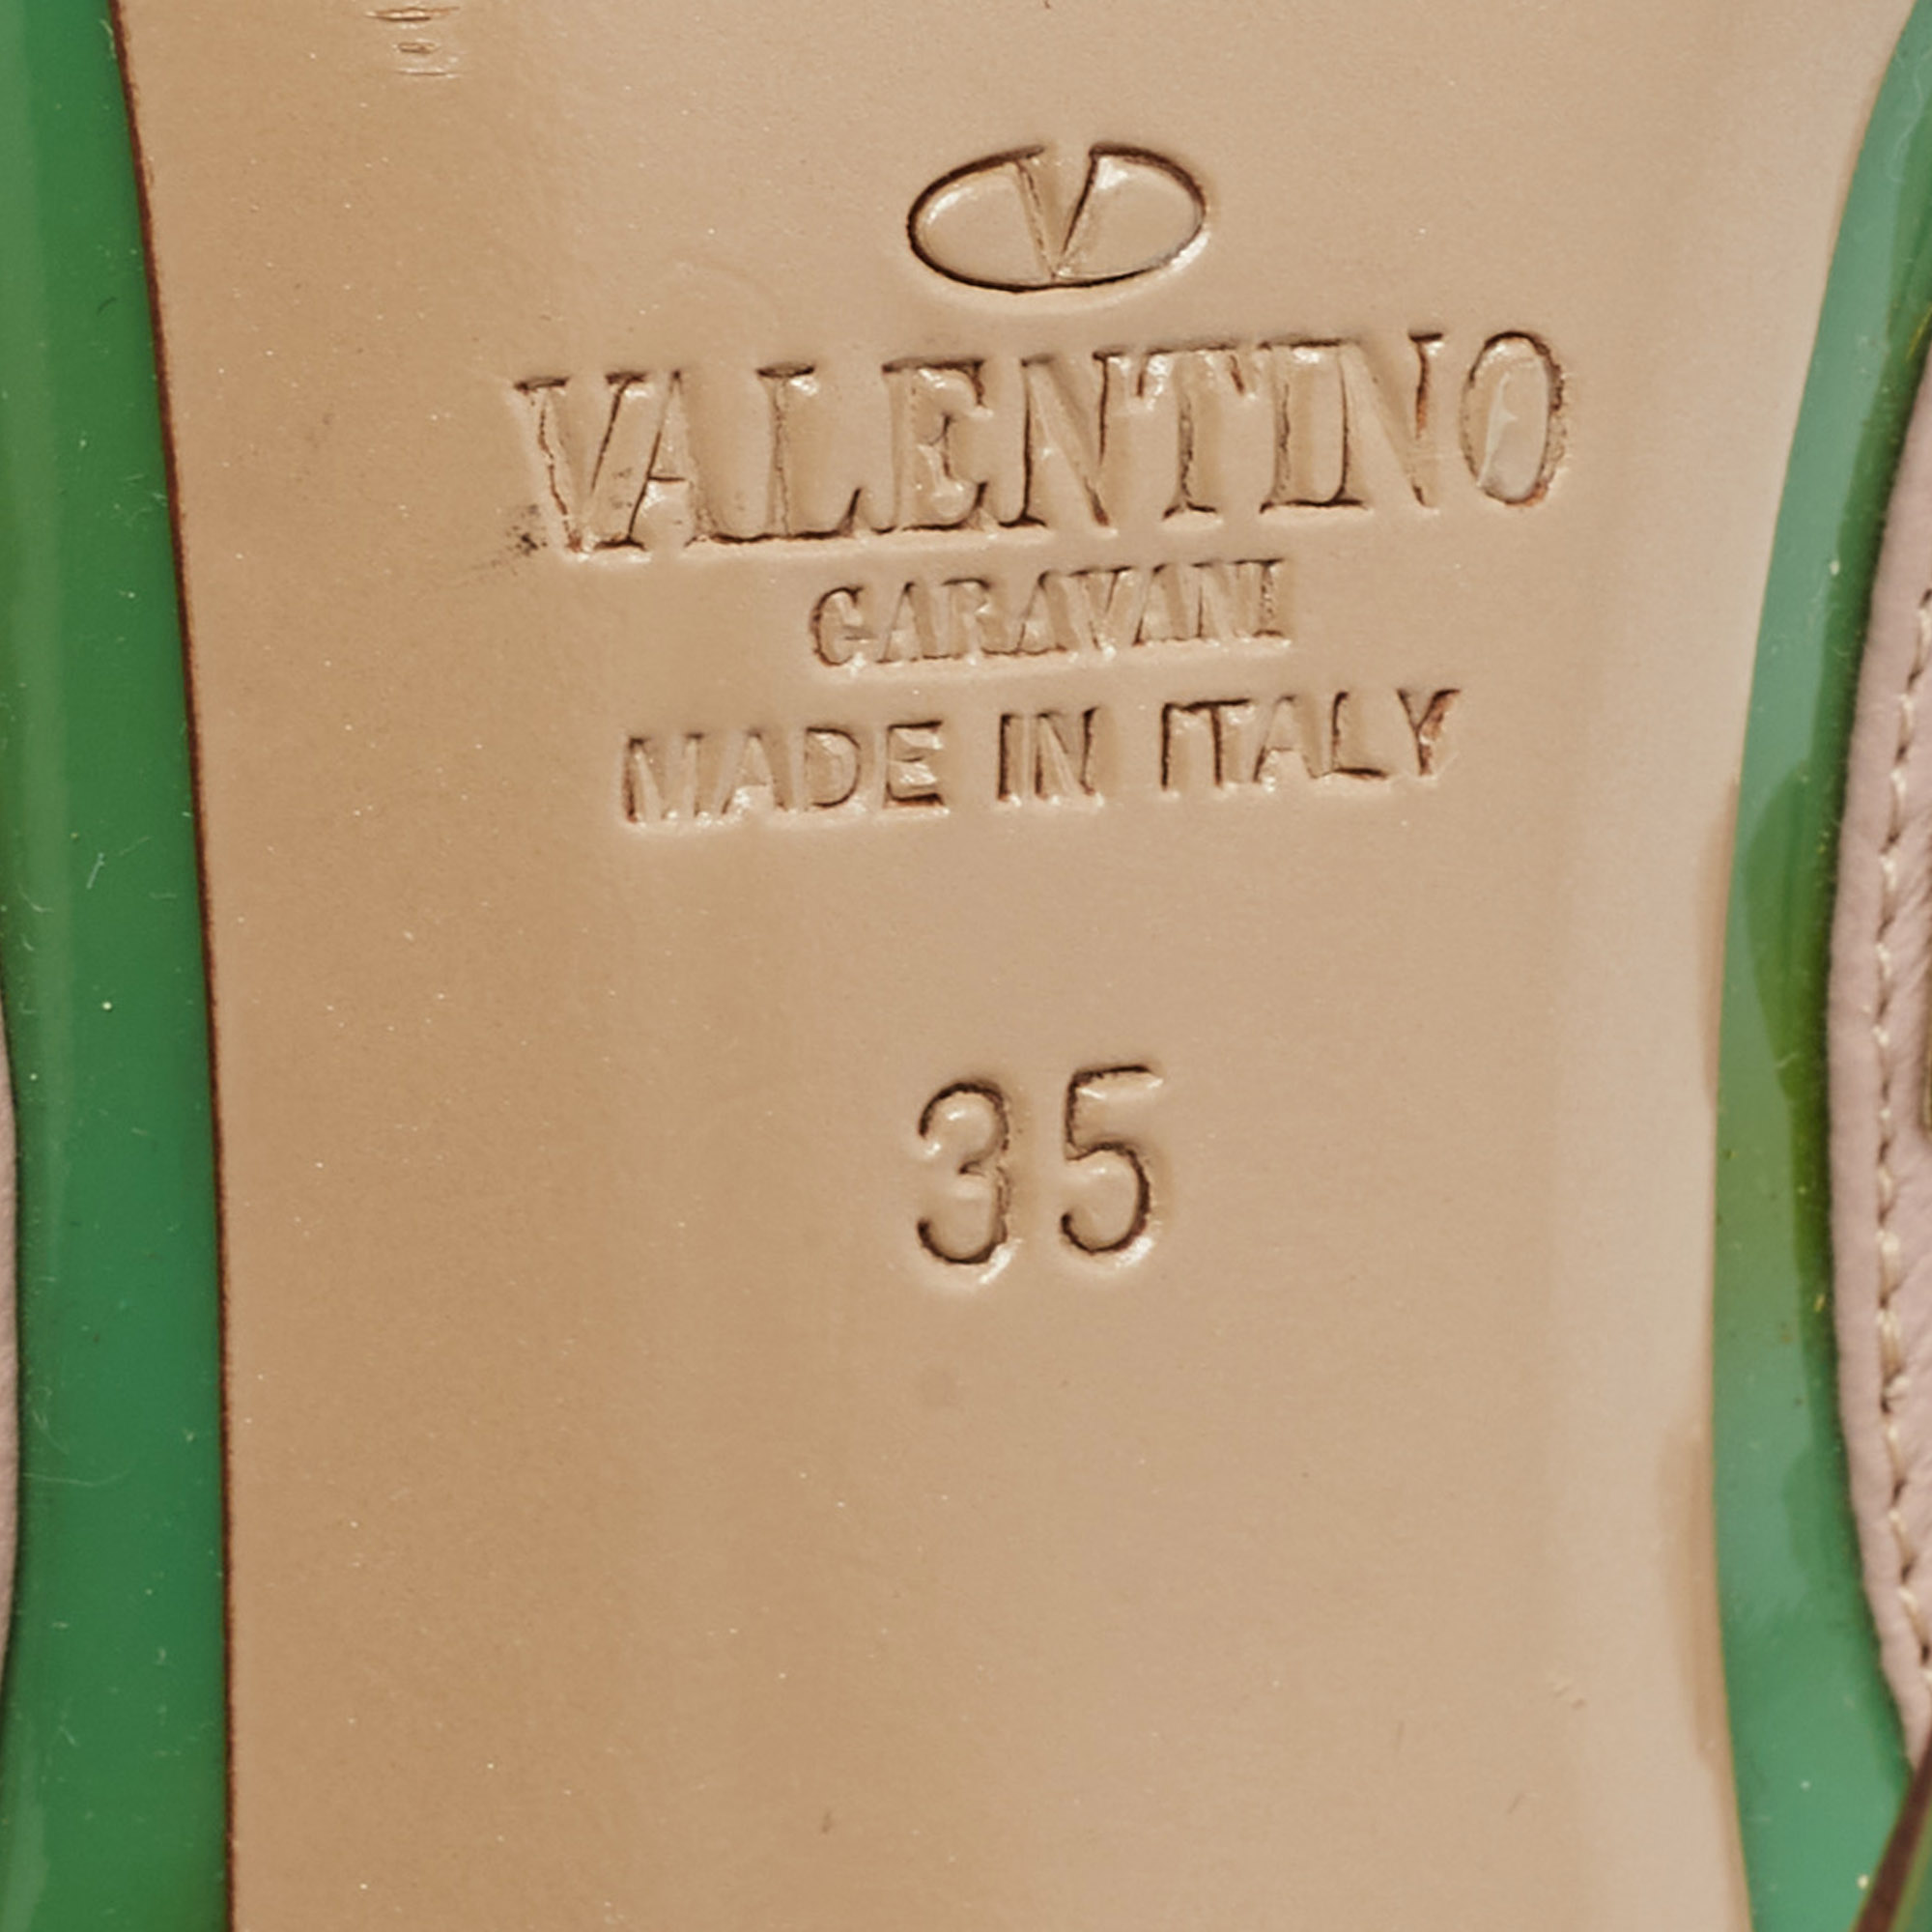 V
VALENTINO
GARAVANI
MADE IN ITALY
35